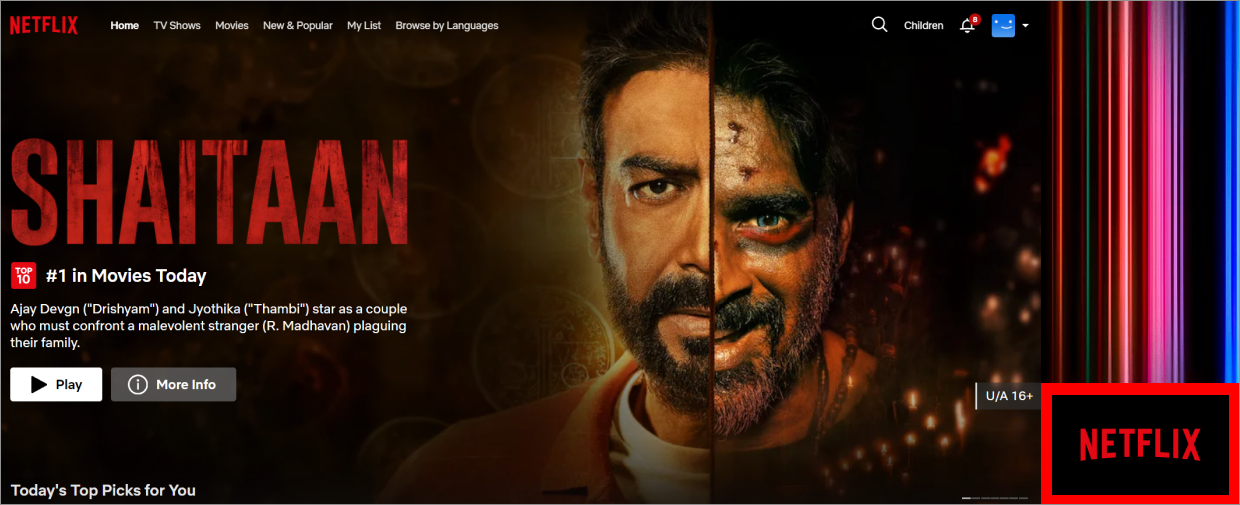 NETFLIX
Home TV Shows Movies New & Popular My List Browse by Languages
Children
8
SHAITAAN
TOP
10
#1 in Movies Today
Ajay Devgn ("Drishyam") and Jyothika ("Thambi") star as a couple
who must confront a malevolent stranger (R. Madhavan) plaguing
their family.
Play
More Info
U/A 16+
NETFLIX
Today's Top Picks for You